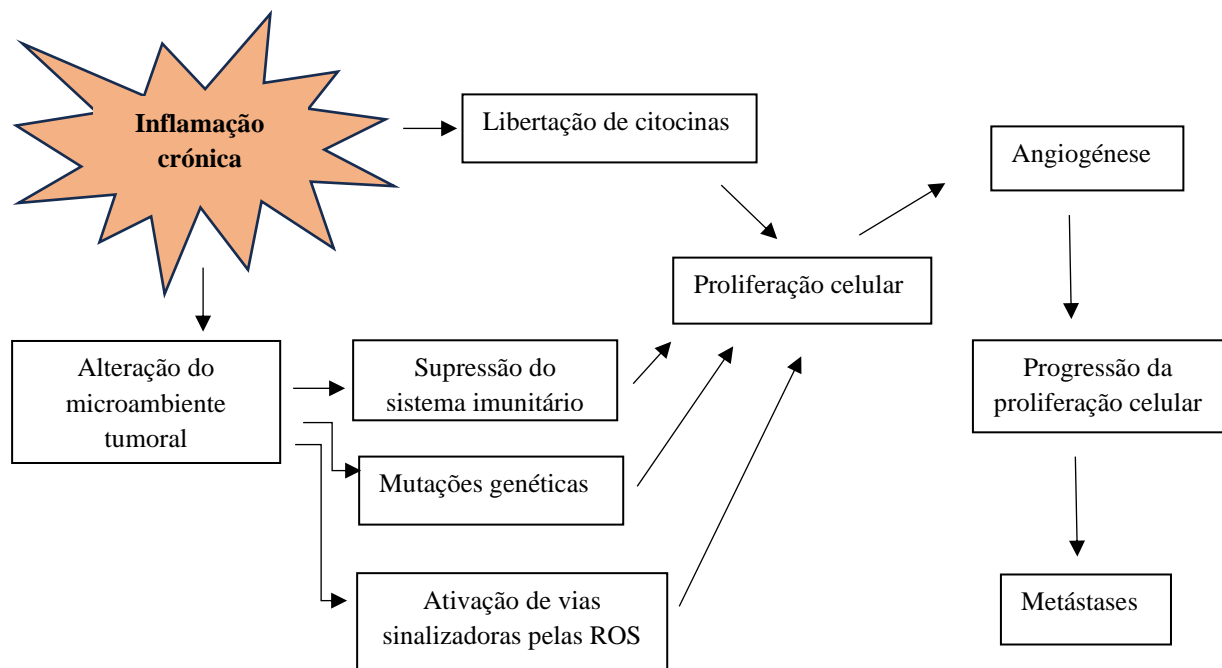 Inflamação
crónica
Libertação de citocinas
Angiogénese
Proliferação celular
Alteração do
microambiente
tumoral
Supressão do
sistema imunitário
Progressão da
proliferação celular
Mutações genéticas
Ativação de vias
sinalizadoras pelas ROS
Metástases